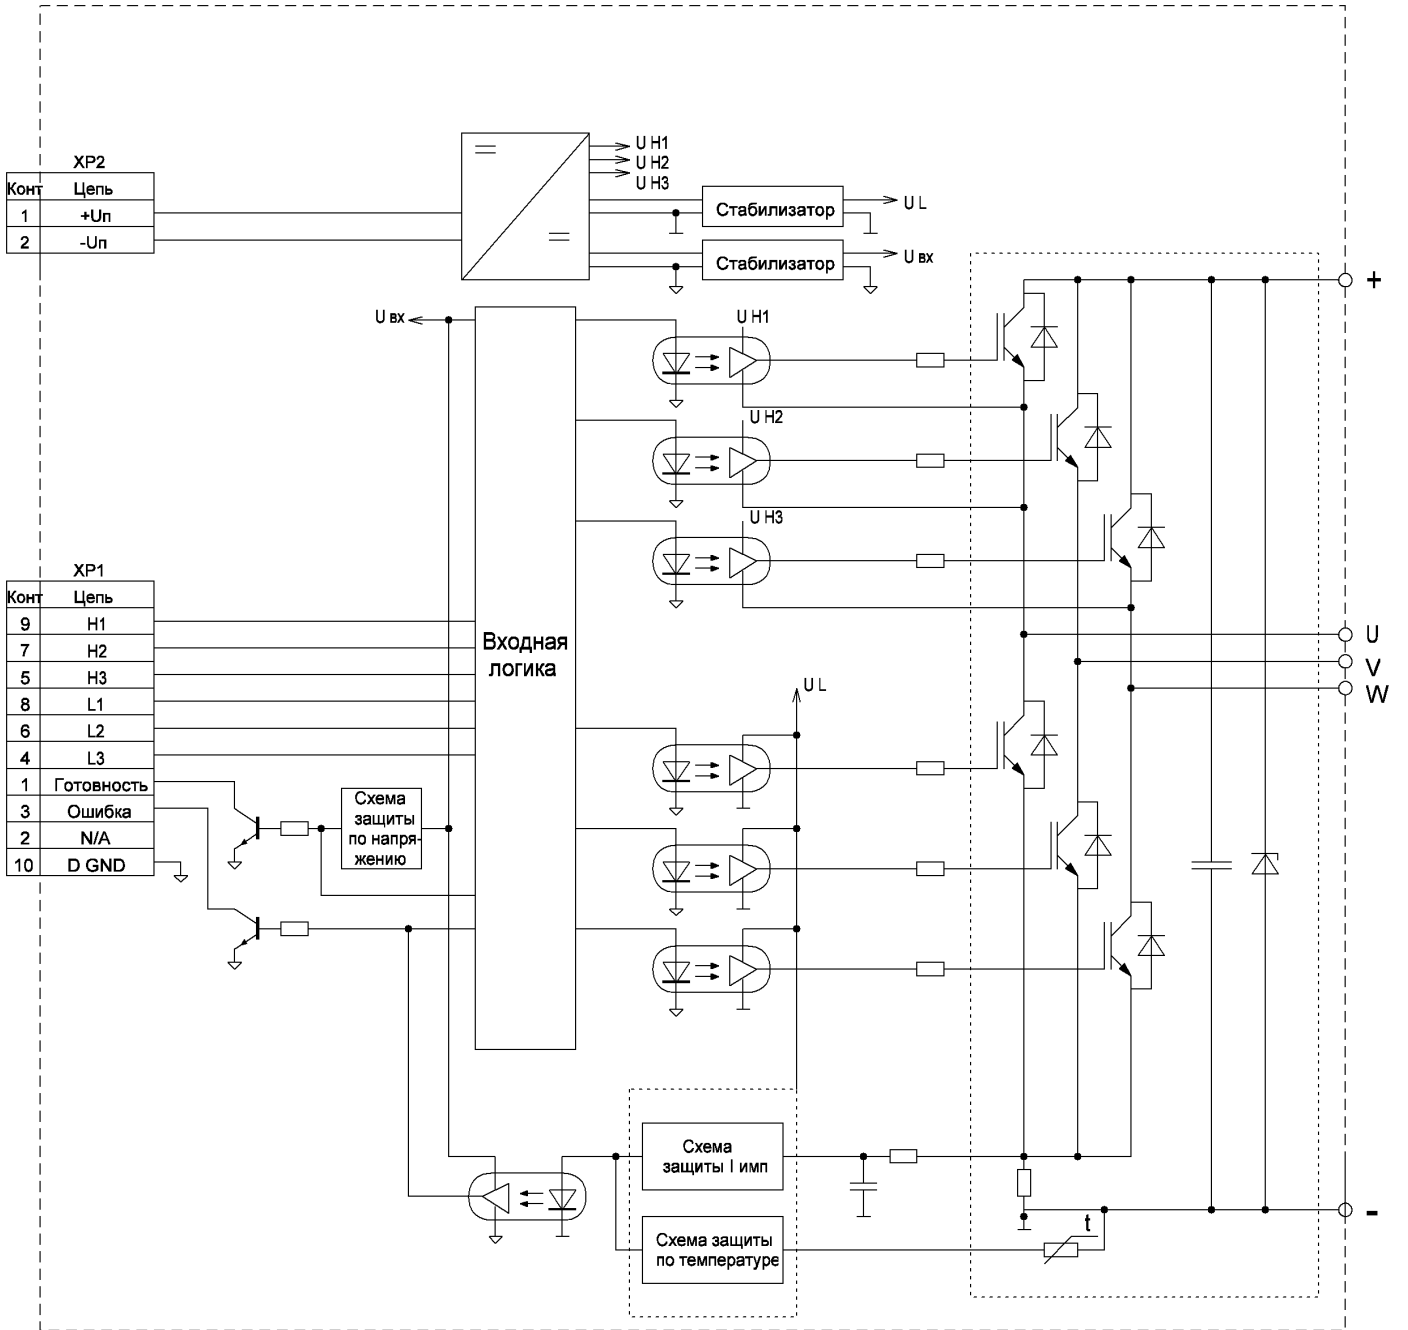 XP2
Конт Цепь
1 +Uп
2 -Uп
U H1
U H2
U H3
Стабилизатор
U L
Стабилизатор
U вх
+
U вх
U H1
U H2
U H3
XP1
Конт Цепь
9 H1
7 H2
5 H3
8 L1
6 L2
4 L3
1 Готовность
3 Ошибка
2 N/A
10 D GND
Входная
логика
U
V
W
U L
Схема
защиты
по напря-
жению
Схема
защиты I имп
Схема защиты
по температуре
t
-